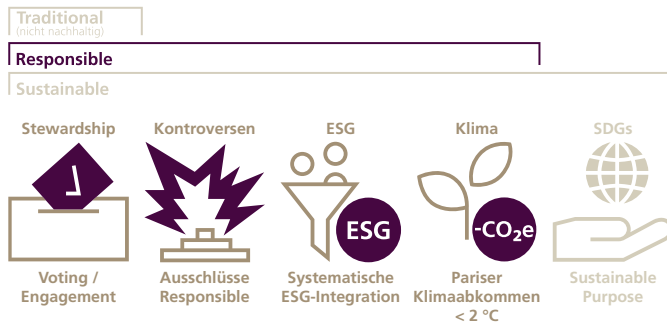 Traditional
(nicht nachhaltig)
Responsible
Sustainable
Stewardship
Kontroversen
ESG
Klima
SDGs
ESG
-CO₂e
Voting /
Engagement
Ausschlüsse
Responsible
Systematische
ESG-Integration
Pariser
Klimaabkommen
< 2 °C
Sustainable
Purpose